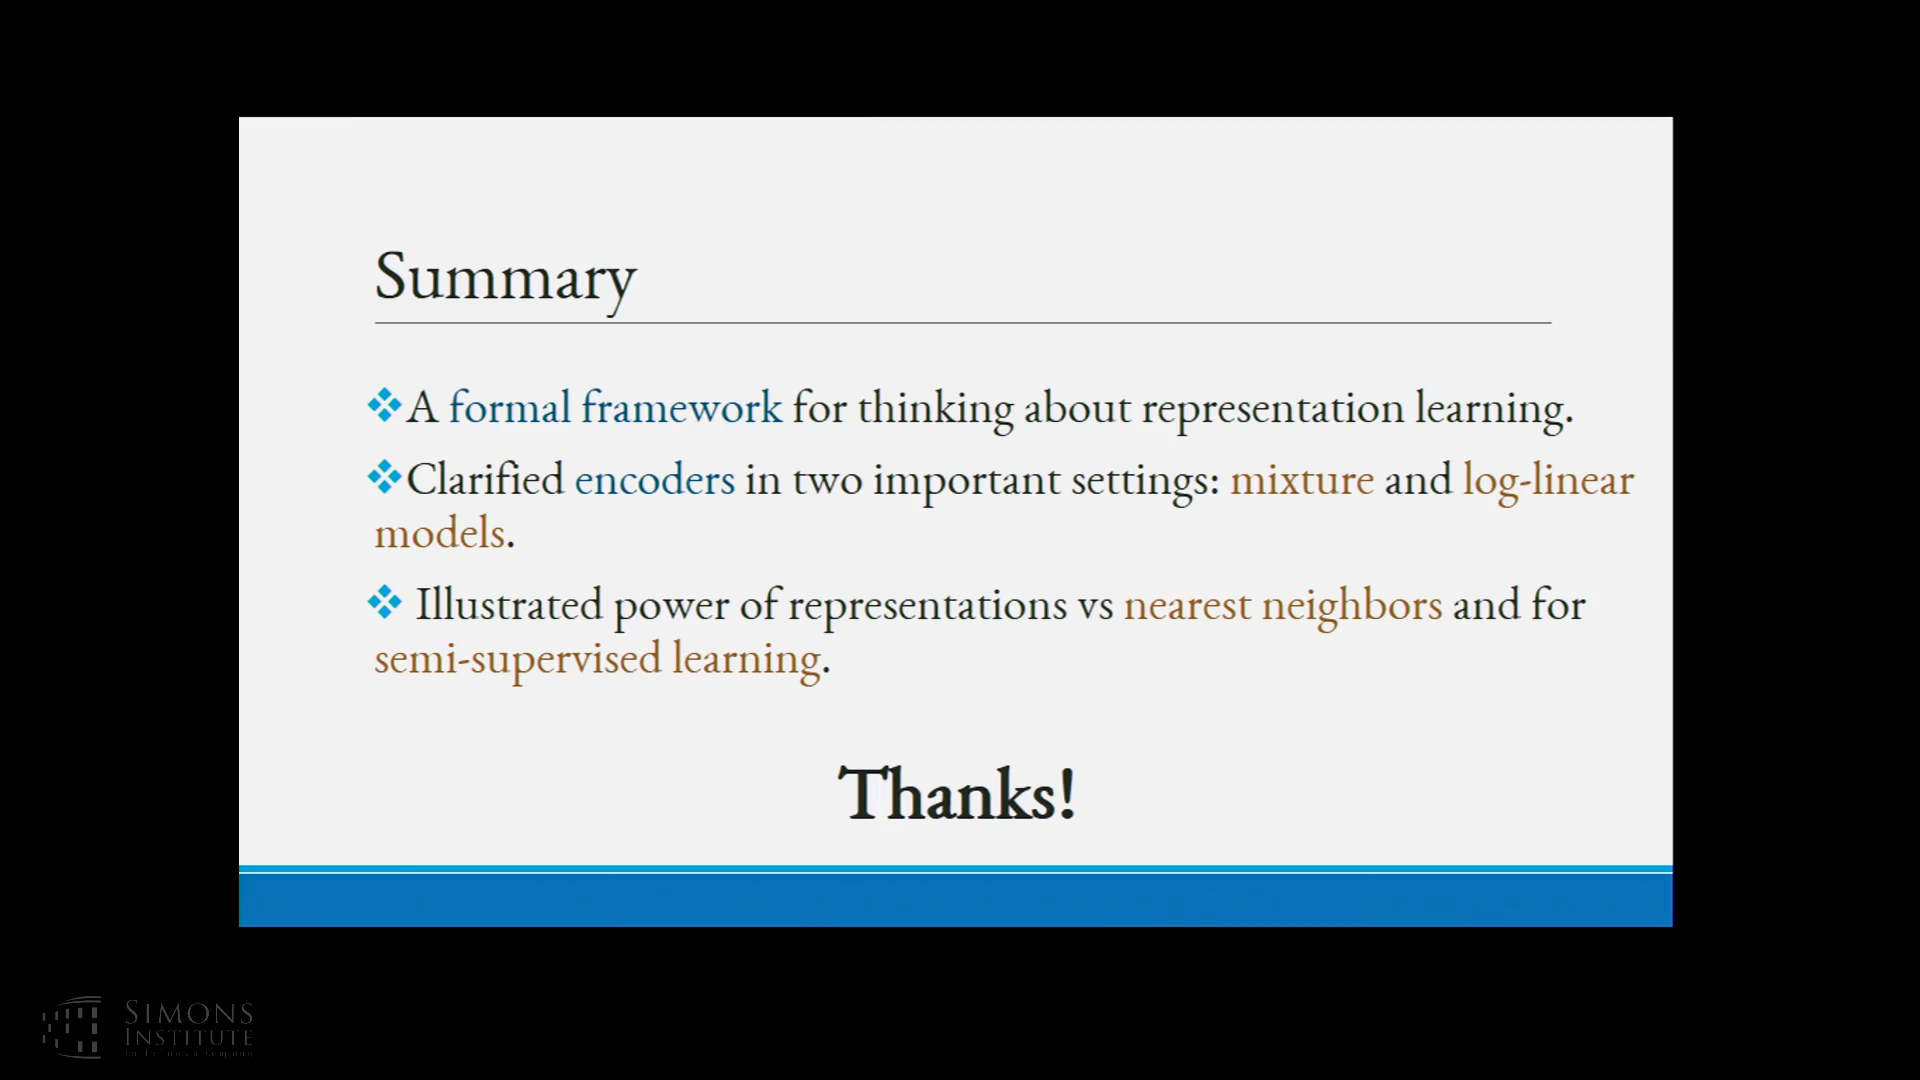 Summary
❖A formal framework for thinking about representation learning.
❖Clarified encoders in two important settings: mixture and log-linear
models.
❖ Illustrated power of representations vs nearest neighbors and for
semi-supervised learning.
Thanks!
SIMONS
INSTITUTE